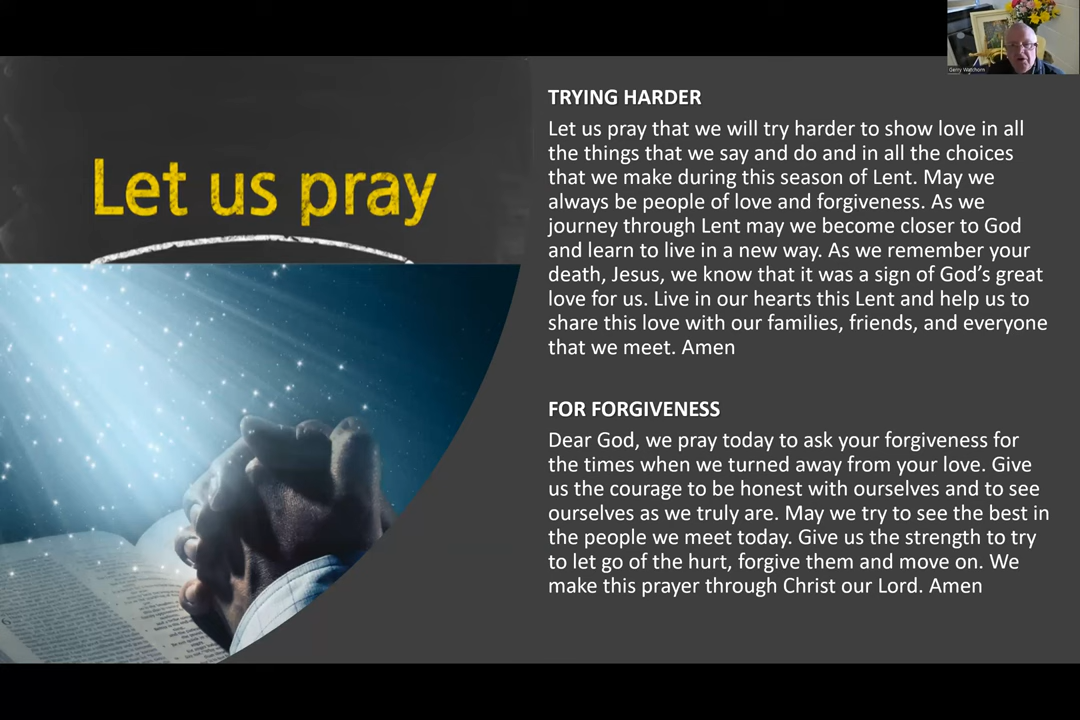 Let us pray
TRYING HARDER
Let us pray that we will try harder to show love in all
the things that we say and do and in all the choices
that we make during this season of Lent. May we
always be people of love and forgiveness. As we
journey through Lent may we become closer to God
and learn to live in a new way. As we remember your
death, Jesus, we know that it was a sign of God’s great
love for us. Live in our hearts this Lent and help us to
share this love with our families, friends, and everyone
that we meet. Amen
FOR FORGIVENESS
Dear God, we pray today to ask your forgiveness for
the times when we turned away from your love. Give
us the courage to be honest with ourselves and to see
ourselves as we truly are. May we try to see the best in
the people we meet today. Give us the strength to try
to let go of the hurt, forgive them and move on. We
make this prayer through Christ our Lord. Amen
Gerry Watchorn